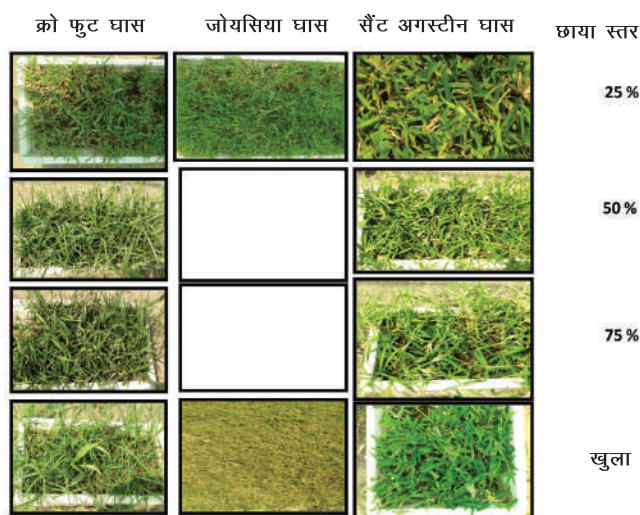 क्रो फुट घास जोयसिया घास सैंट अगस्टीन घास छाया स्तर
25%
50%
75%
खुला